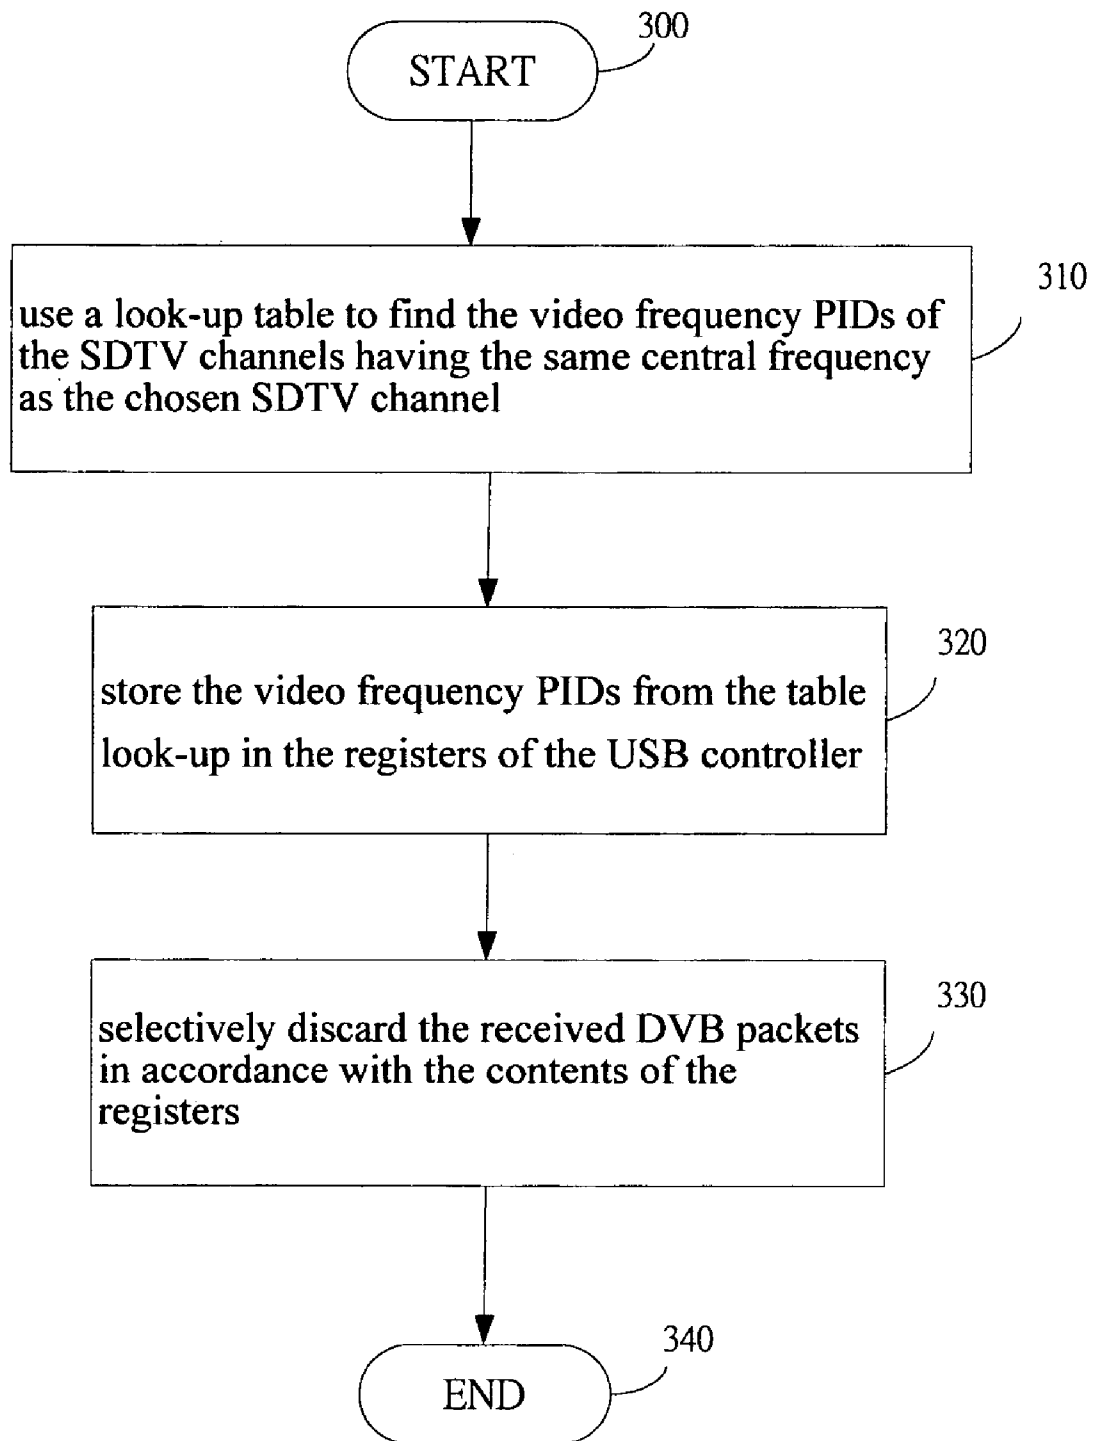 300
START
310
use a look-up table to find the video frequency PIDs of
the SDTV channels having the same central frequency
as the chosen SDTV channel
320
store the video frequency PIDs from the table
look-up in the registers of the USB controller
330
selectively discard the received DVB packets
in accordance with the contents of the
registers
340
END